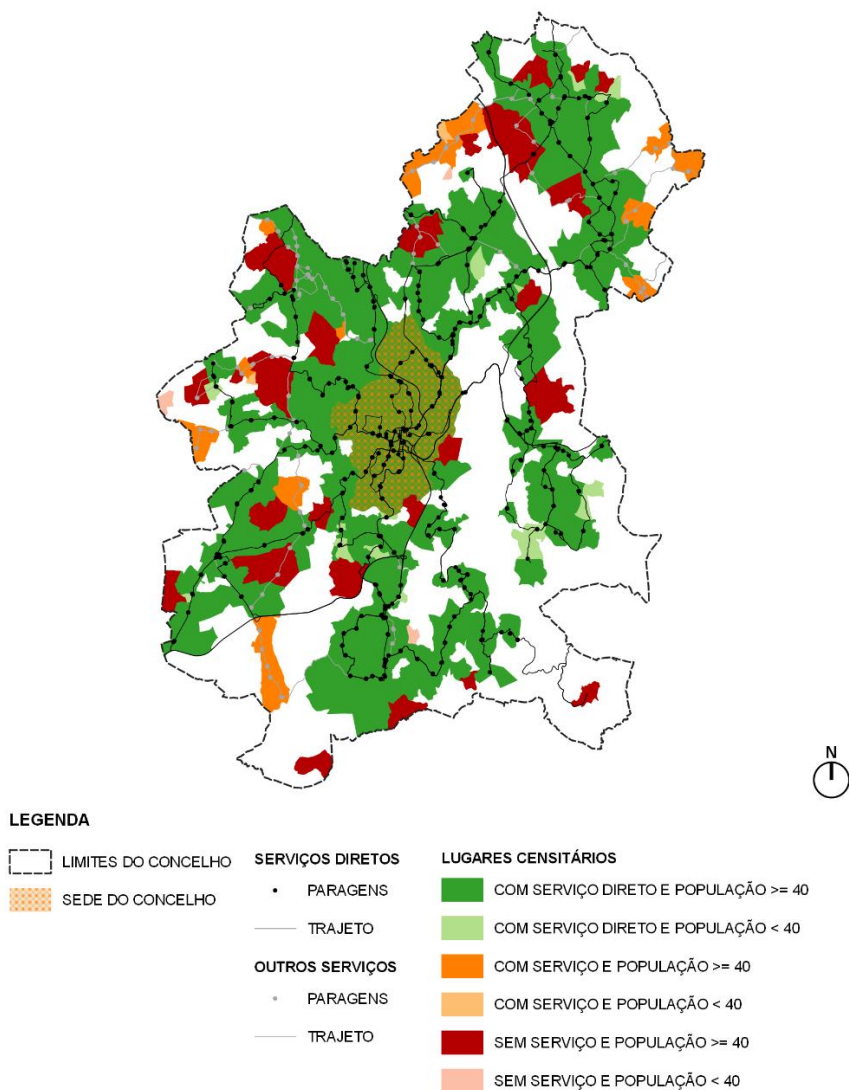 N
LEGENDA
LIMITES DO CONCELHO
SEDE DO CONCELHO
SERVIÇOS DIRETOS
PARAGENS
TRAJETO
OUTROS SERVIÇOS
PARAGENS
TRAJETO
LUGARES CENSITÁRIOS
COM SERVIÇO DIRETO E POPULAÇÃO >= 40
COM SERVIÇO DIRETO E POPULAÇÃO < 40
COM SERVIÇO E POPULAÇÃO >= 40
COM SERVIÇO E POPULAÇÃO < 40
SEM SERVIÇO E POPULAÇÃO >= 40
SEM SERVIÇO E POPULAÇÃO < 40